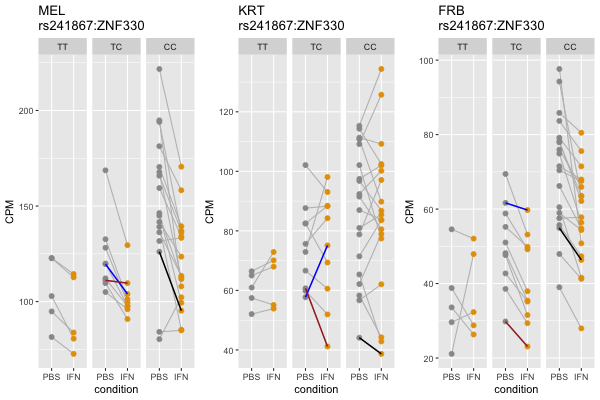 MEL
rs241867:ZNF330
TT TC CC
200
150
100
CPM
PBS IFN PBS IFN PBS IFN
condition
KRT
rs241867:ZNF330
TT TC CC
120
100
80
60
40
CPM
PBS IFN PBS IFN PBS IFN
condition
FRB
rs241867:ZNF330
TT TC CC
100
80
60
40
20
CPM
PBS IFN PBS IFN PBS IFN
condition